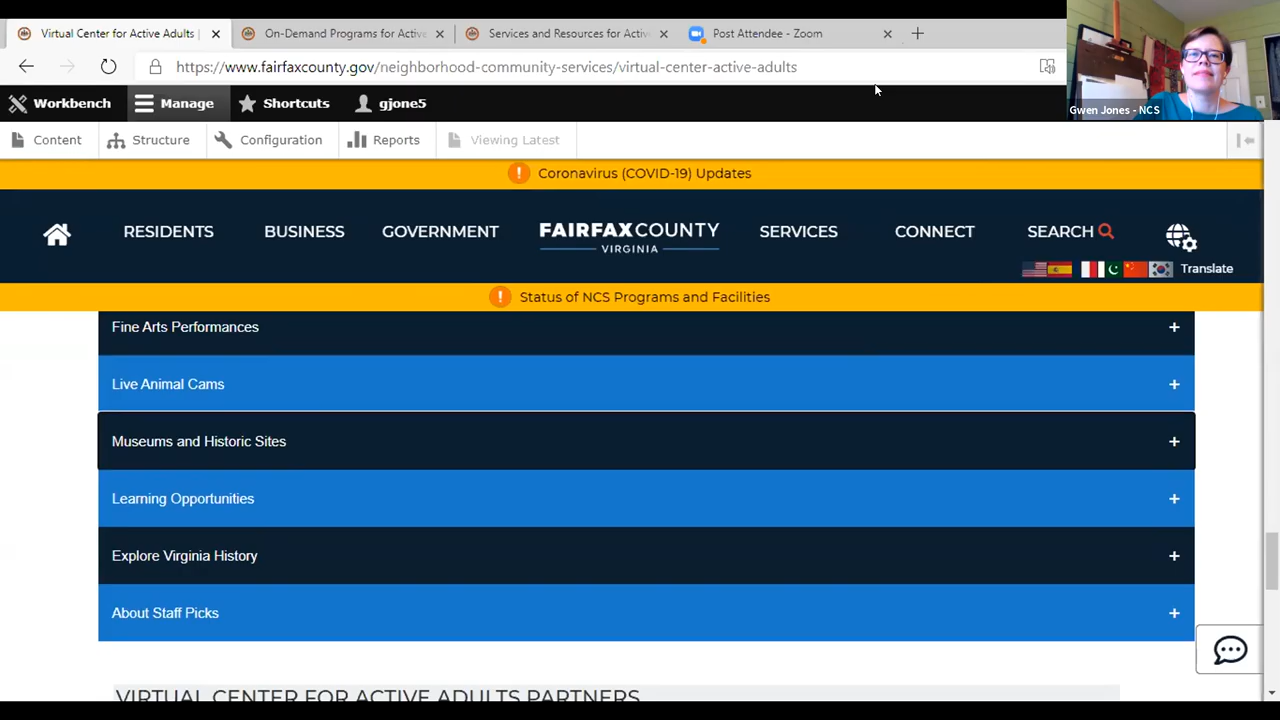 Virtual Center for Active Adults |
On-Demand Programs for Active
Services and Resources for Activ
Post Attendee - Zoom
https://www.fairfaxcounty.gov/neighborhood-community-services/virtual-center-active-adults
Gwen Jones - NCS
Workbench
Manage
Shortcuts
gjone5
Content
Structure
Configuration
Reports
Viewing Latest
Coronavirus (COVID-19) Updates
RESIDENTS
BUSINESS
GOVERNMENT
FAIRFAXCOUNTY
VIRGINIA
SERVICES
CONNECT
SEARCH
Translate
Status of NCS Programs and Facilities
Fine Arts Performances
Live Animal Cams
Museums and Historic Sites
Learning Opportunities
Explore Virginia History
About Staff Picks
VIRTUAL CENTER FOR ACTIVE ADULTS PARTNERS